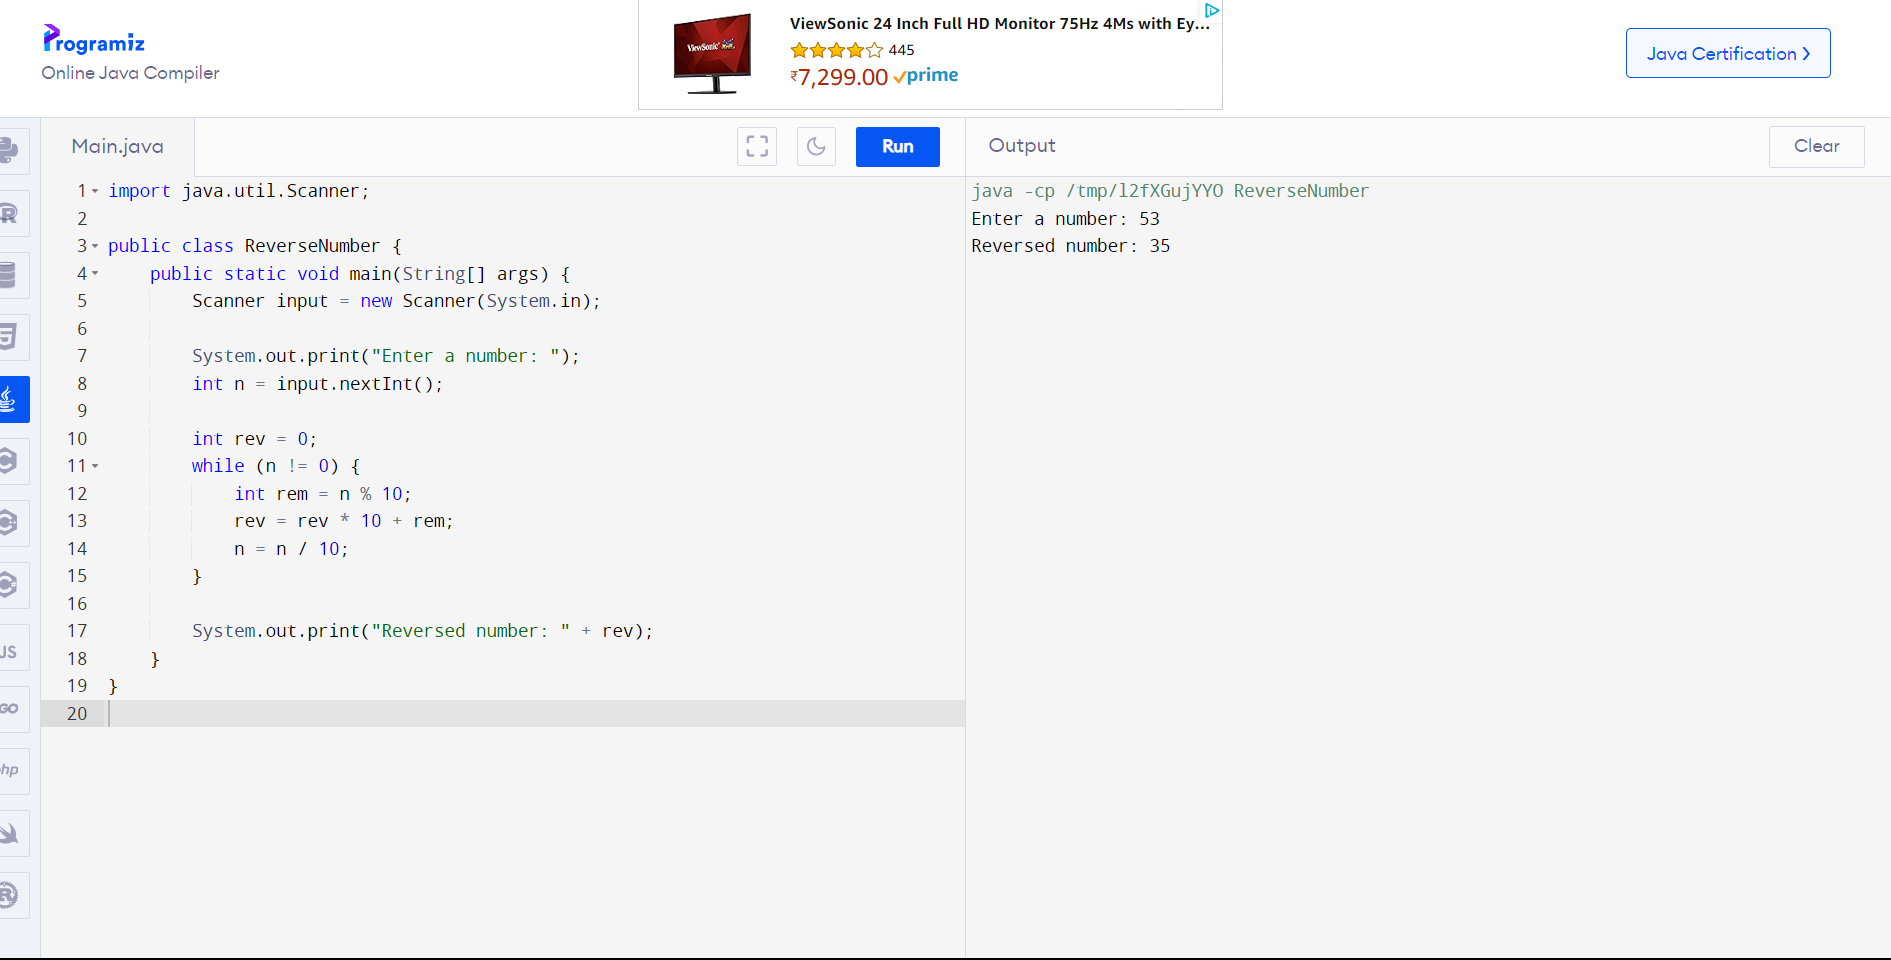 Programiz
Online Java Compiler
ViewSonic
ViewSonic 24 Inch Full HD Monitor 75Hz 4Ms with Ey...
445
₹7,299.00 prime
Java Certification
Main.java
Run
Output
Clear
1 import java.util.Scanner;
2
3 public class ReverseNumber {
4 public static void main(String[] args) {
5 Scanner input = new Scanner(System.in);
6
7 System.out.print("Enter a number: ");
8 int n = input.nextInt();
9
10 int rev = 0;
11 while (n != 0) {
12 int rem = n % 10;
13 rev = rev * 10 + rem;
14 n = n / 10;
15 }
16
17 System.out.print("Reversed number: " + rev);
18 }
19 }
20
java -cp /tmp/l2fXGujYYO ReverseNumber
Enter a number: 53
Reversed number: 35
R
JS
GO
php